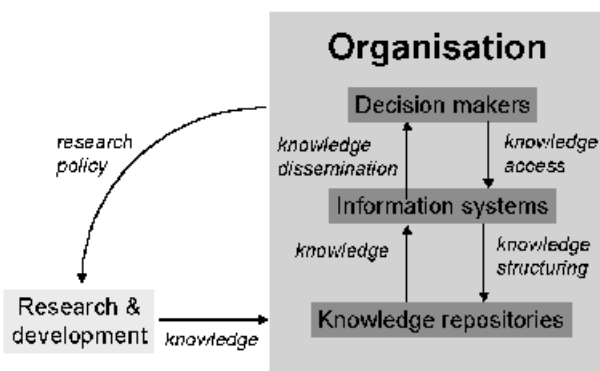 Organisation
Decision makers
research
policy
knowledge
dissemination
knowledge
access
Information systems
knowledge
knowledge
structuring
Research &
development
knowledge
Knowledge repositories